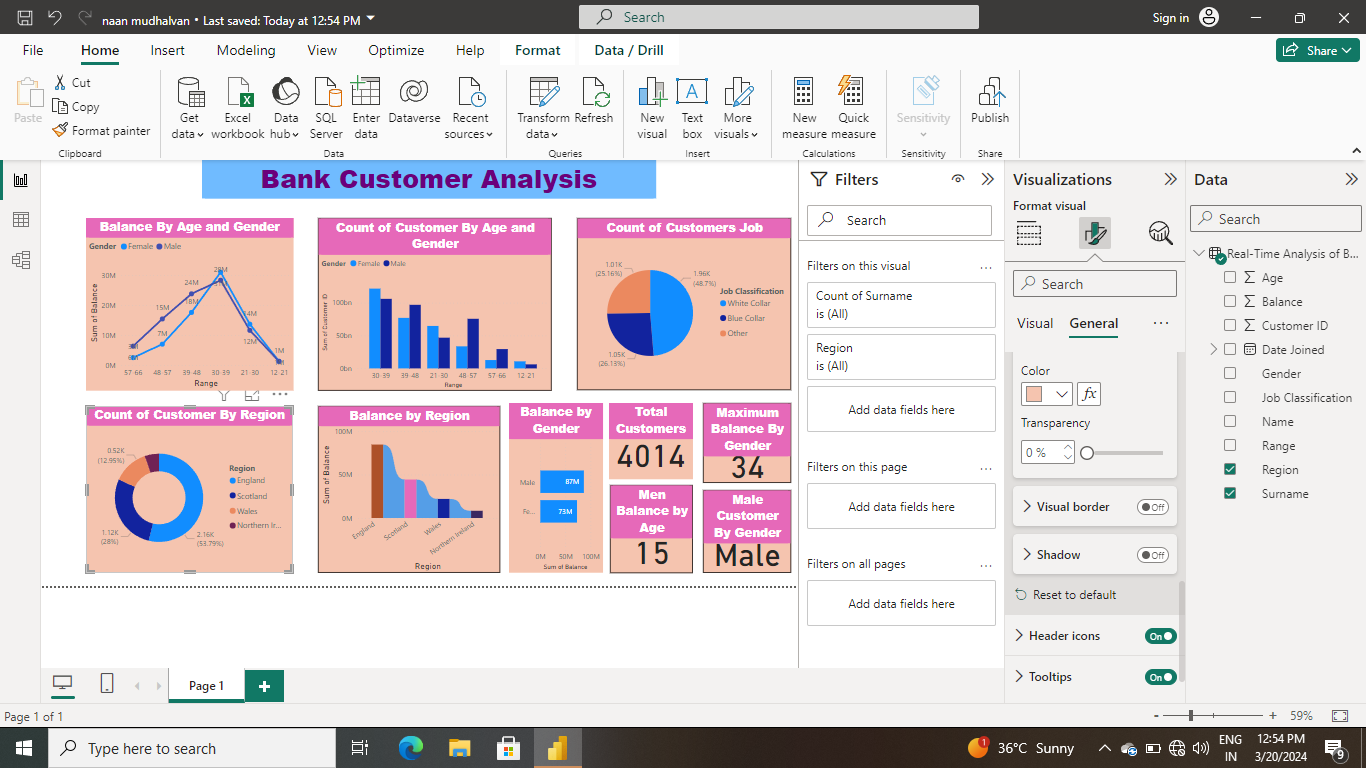 naan mudhalvan • Last saved: Today at 12:54 PM
Search
Sign in
File Home Insert Modeling View Optimize Help Format Data / Drill
Share
Paste
Cut
Copy
Format painter
Clipboard
Get data
Excel workbook
Data hub
SQL Server
Enter data
Dataverse
Recent sources
Data
Transform data
Refresh
Queries
New visual
Text box
More visuals
Insert
New measure
Quick measure
Calculations
Sensitivity
Sensitivity
Publish
Share
Bank Customer Analysis
Balance By Age and Gender
Gender Female Male
Sum of Balance
30M
20M
10M
0M
24M
18M
15M
7M
14M
12M
1M
57-66 48-57 39-48 30-39 21-30 12-21
Range
Count of Customer By Age and
Gender
Gender Female Male
Sum of Customer ID
100bn
50bn
0bn
30-39 39-48 21-30 48-57 57-66 12-21
Range
Count of Customers Job
1.01K
(25.16%)
1.96K
(48.7%)
1.05K
(26.13%)
Job Classification
White Collar
Blue Collar
Other
Count of Customer By Region
0.52K
(12.95%)
1.12K
(28%)
2.16K
(53.79%)
Region
England
Scotland
Wales
Northern Ir...
Balance by Region
Sum of Balance
100M
50M
0M
England
Scotland
Wales
Northern Ireland
Region
Balance by
Gender
Male
87M
Fe...
73M
0M 50M 100M
Sum of Balance
Total
Customers
4014
Maximum
Balance By
Gender
34
Men
Balance by
Age
15
Male
Customer
By Gender
Male
Filters
Search
Filters on this visual ...
Count of Surname
is (All)
Region
is (All)
Add data fields here
Filters on this page ...
Add data fields here
Filters on all pages ...
Add data fields here
Visualizations
Format visual
Search
Visual General ...
Color
fx
Transparency
0 %
Visual border Off
Shadow Off
Reset to default
Header icons On
Tooltips On
Data
Search
Real-Time Analysis of B...
Age
Balance
Customer ID
Date Joined
Gender
Job Classification
Name
Range
Region
Surname
Page 1
Page 1 of 1
- + 59%
Type here to search
1
36°C Sunny
ENG
IN
12:54 PM
3/20/2024
9